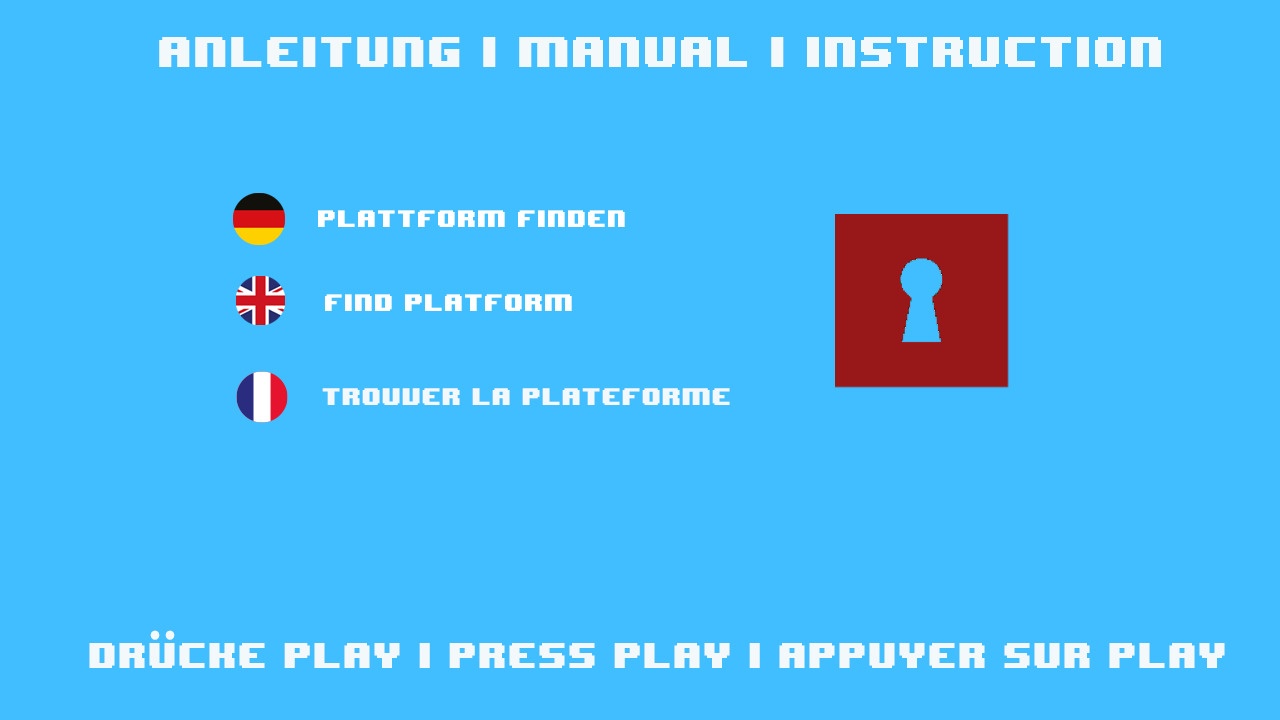 ANLEITUNG | MANUAL | INSTRUCTION
PLATTFORM FINDEN
FIND PLATFORM
TROUVER LA PLATEFORME
DRÜCKE PLAY | PRESS PLAY | APPUYER SUR PLAY